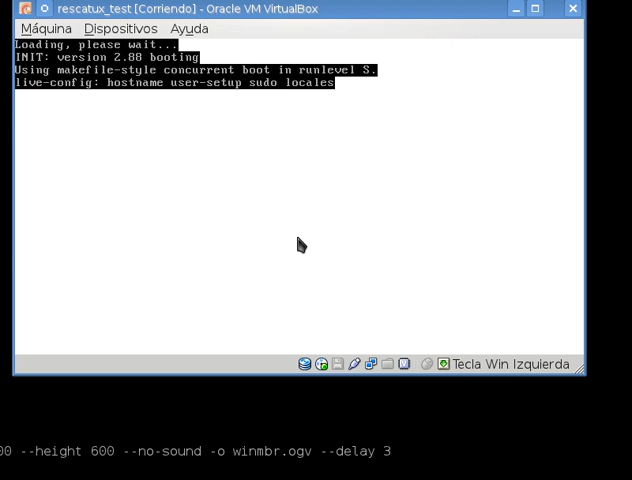 rescatux_test [Corriendo] - Oracle VM VirtualBox
Máquina Dispositivos Ayuda
Loading, please wait...
INIT: version 2.88 booting
Using makefile-style concurrent boot in runlevel S.
live-config: hostname user-setup sudo locales
Tecla Win Izquierda
00 --height 600 --no-sound -o winmbr.ogv --delay 3